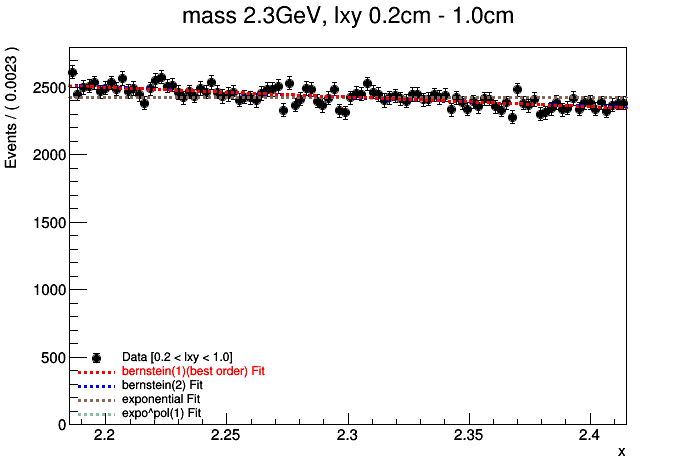 mass 2.3GeV, lxy 0.2cm - 1.0cm
Events / ( 0.0023 )
2500
2000
1500
1000
500
0
Data [0.2 < lxy < 1.0]
bernstein(1)(best order) Fit
bernstein(2) Fit
exponential Fit
expo^pol(1) Fit
2.2 2.25 2.3 2.35 2.4
x